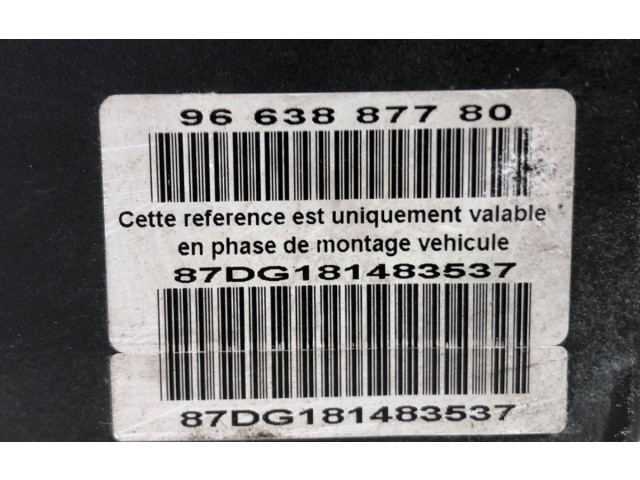 96 638 877 80
Cette reference est uniquement valable
en phase de montage vehicule
87DG181483537
87DG181483537